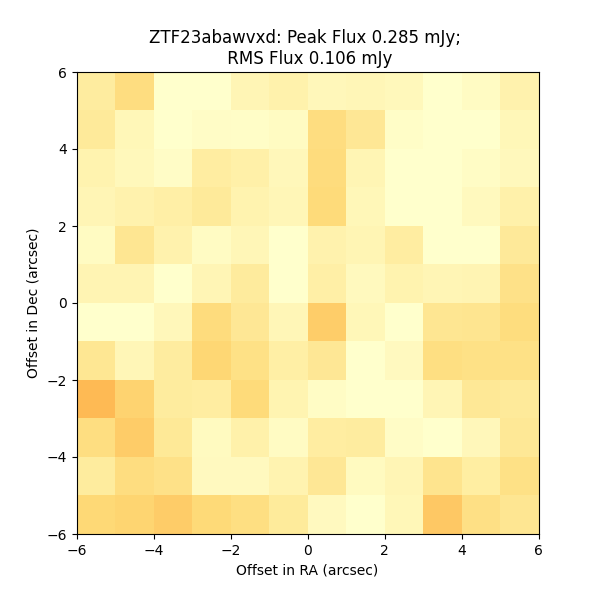 ZTF23abawvxd: Peak Flux 0.285 mJy;
RMS Flux 0.106 mJy
6
4
2
0
−2
−4
−6
Offset in Dec (arcsec)
−6 −4 −2 0 2 4 6
Offset in RA (arcsec)